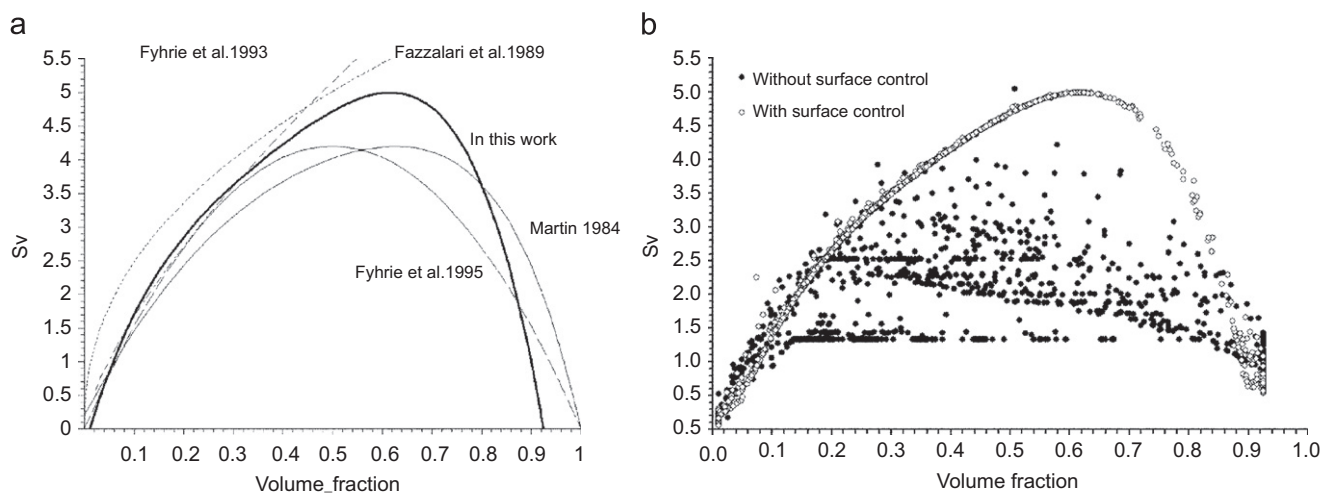 a
Fyhrie et al.1993
Fazzalari et al.1989
In this work
Martin 1984
Fyhrie et al.1995
Sv
5.5
5
4.5
4
3.5
3
2.5
2
1.5
1
0.5
0
0.1 0.2 0.3 0.4 0.5 0.6 0.7 0.8 0.9 1
Volume_fraction
b
Without surface control
With surface control
Sv
5.5
5.0
4.5
4.0
3.5
3.0
2.5
2.0
1.5
1.0
0.5
0.5
0.0 0.1 0.2 0.3 0.4 0.5 0.6 0.7 0.8 0.9 1.0
Volume fraction